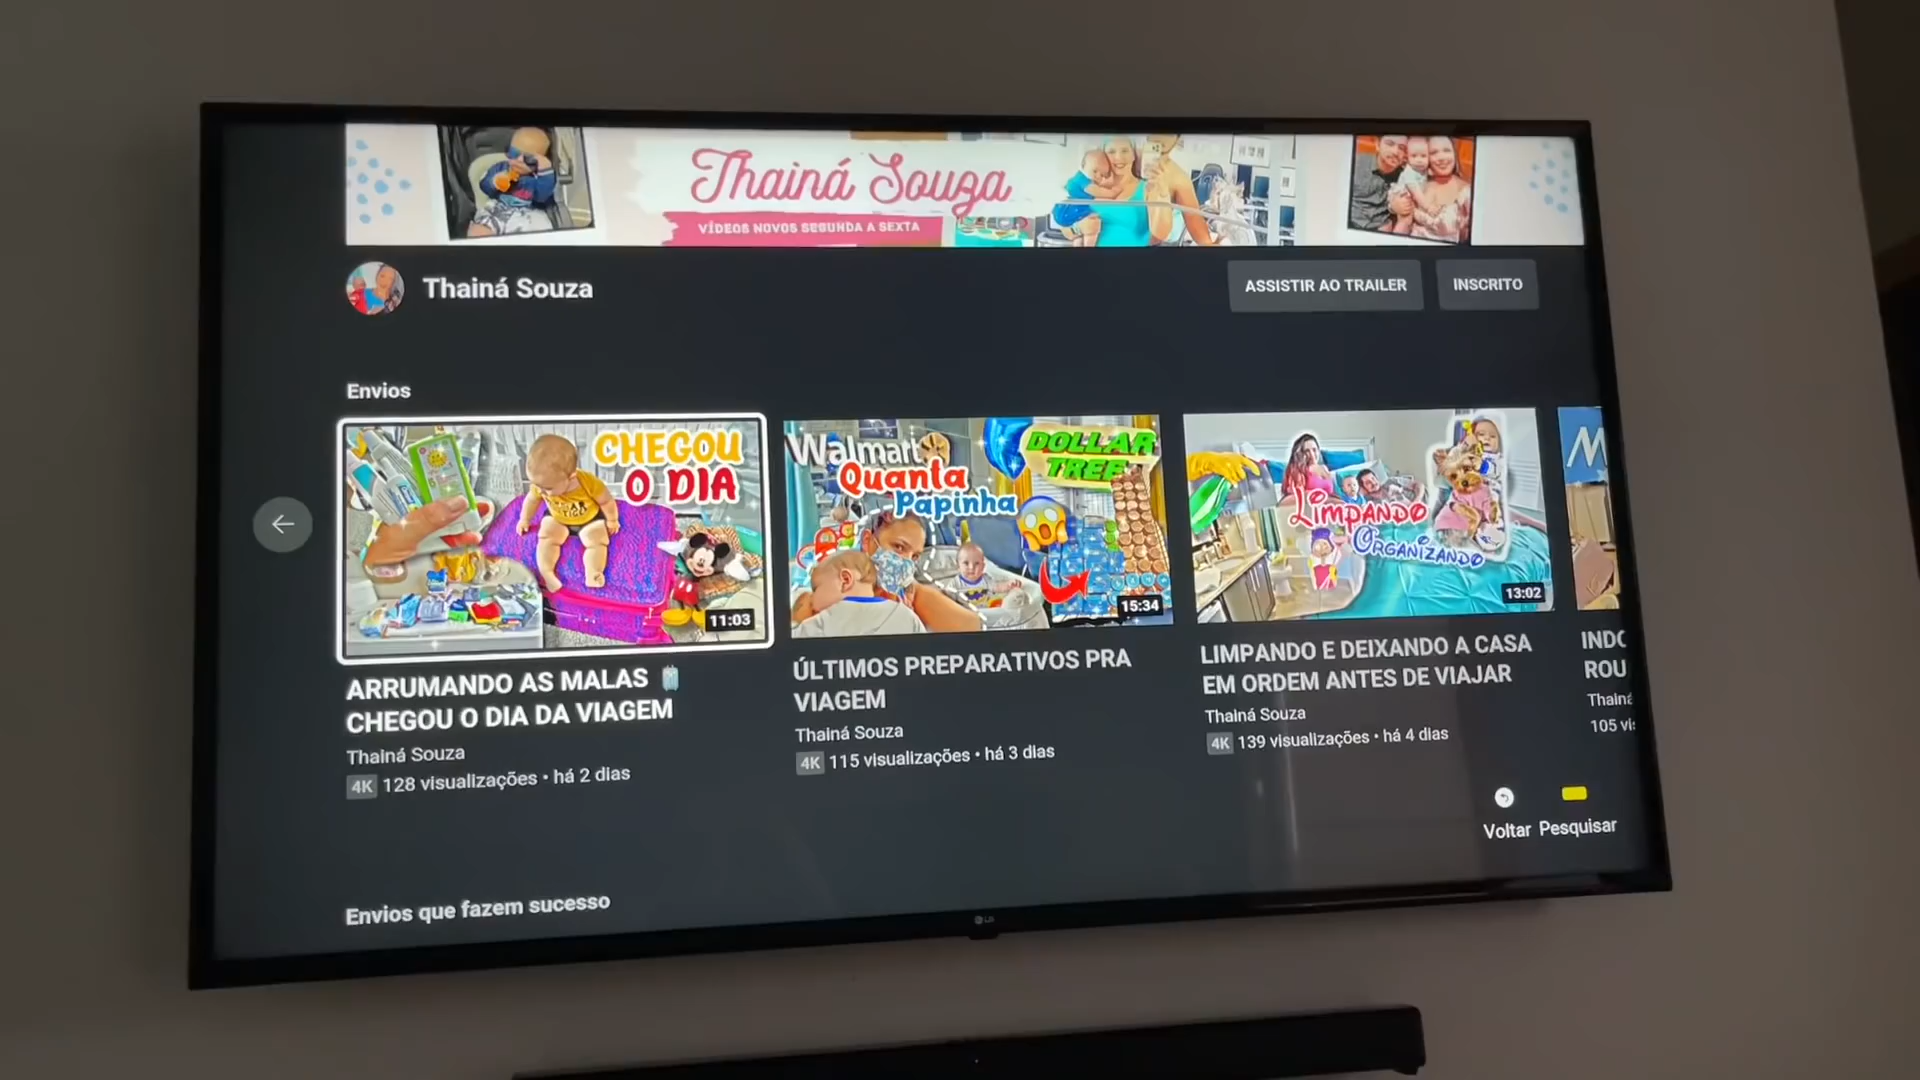 Thainá Souza
VÍDEOS NOVOS SEGUNDA A SEXTA
Thainá Souza
ASSISTIR AO TRAILER
INSCRITO
Envios
CHEGOU
O DIA
11:03
Walmart
Quanta
Papinha
DOLLAR
TREE
15:34
LIMPANDO
ORGANIZANDO
13:02
ARRUMANDO AS MALAS
CHEGOU O DIA DA VIAGEM
Thainá Souza
4K 128 visualizações • há 2 dias
ÚLTIMOS PREPARATIVOS PRA
VIAGEM
Thainá Souza
4K 115 visualizações • há 3 dias
LIMPANDO E DEIXANDO A CASA
EM ORDEM ANTES DE VIAJAR
Thainá Souza
4K 139 visualizações • há 4 dias
ROU
Thainá
105
Voltar
Pesquisar
Envios que fazem sucesso
LG